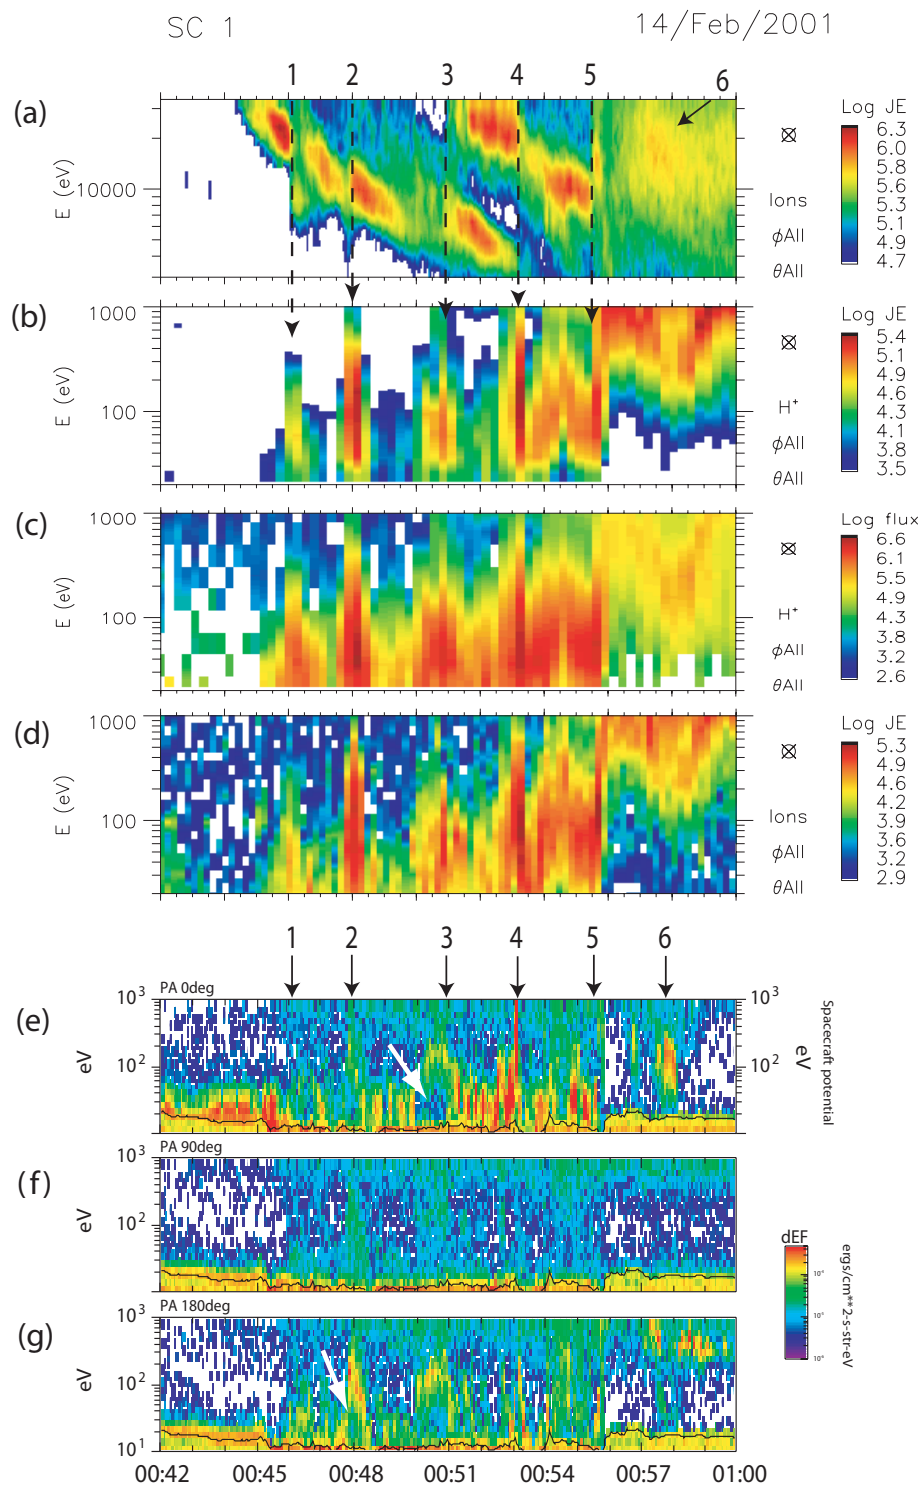 SC 1
14/Feb/2001
1 2 3 4 5 6
(a)
E (eV)
10000
⊗
Ions
ϕAll
θAll
Log JE
6.3
6.0
5.8
5.4
5.1
4.9
4.7
(b)
E (eV)
1000
100
⊗
H+
ϕAll
θAll
Log JE
5.4
5.1
4.9
4.6
4.3
4.1
3.8
3.5
(c)
E (eV)
1000
100
⊗
H+
ϕAll
θAll
Log flux
6.6
6.1
5.5
4.9
4.3
3.8
3.2
2.6
(d)
E (eV)
1000
100
⊗
Ions
ϕAll
θAll
Log JE
5.3
4.9
4.6
4.2
3.9
3.6
3.2
2.9
1 2 3 4 5 6
PA 0deg
(e)
eV
10³
10²
10³
10²
eV
Spacecraft potential
PA 90deg
(f)
eV
10³
10²
dEF
ergs/cm**2-s-str-eV
PA 180deg
(g)
eV
10³
10²
10¹
00:42 00:45 00:48 00:51 00:54 00:57 01:00